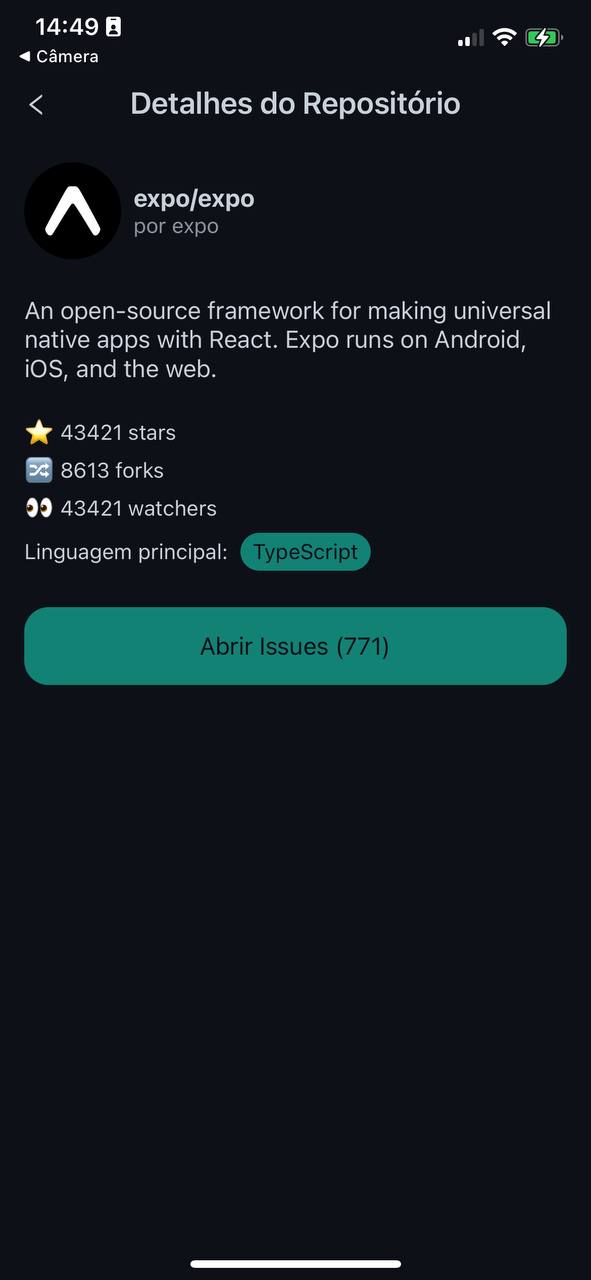 14:49
◀ Câmera
Detalhes do Repositório
expo/expo
por expo
An open-source framework for making universal
native apps with React. Expo runs on Android,
iOS, and the web.
⭐ 43421 stars
🔀 8613 forks
👀 43421 watchers
Linguagem principal: TypeScript
Abrir Issues (771)